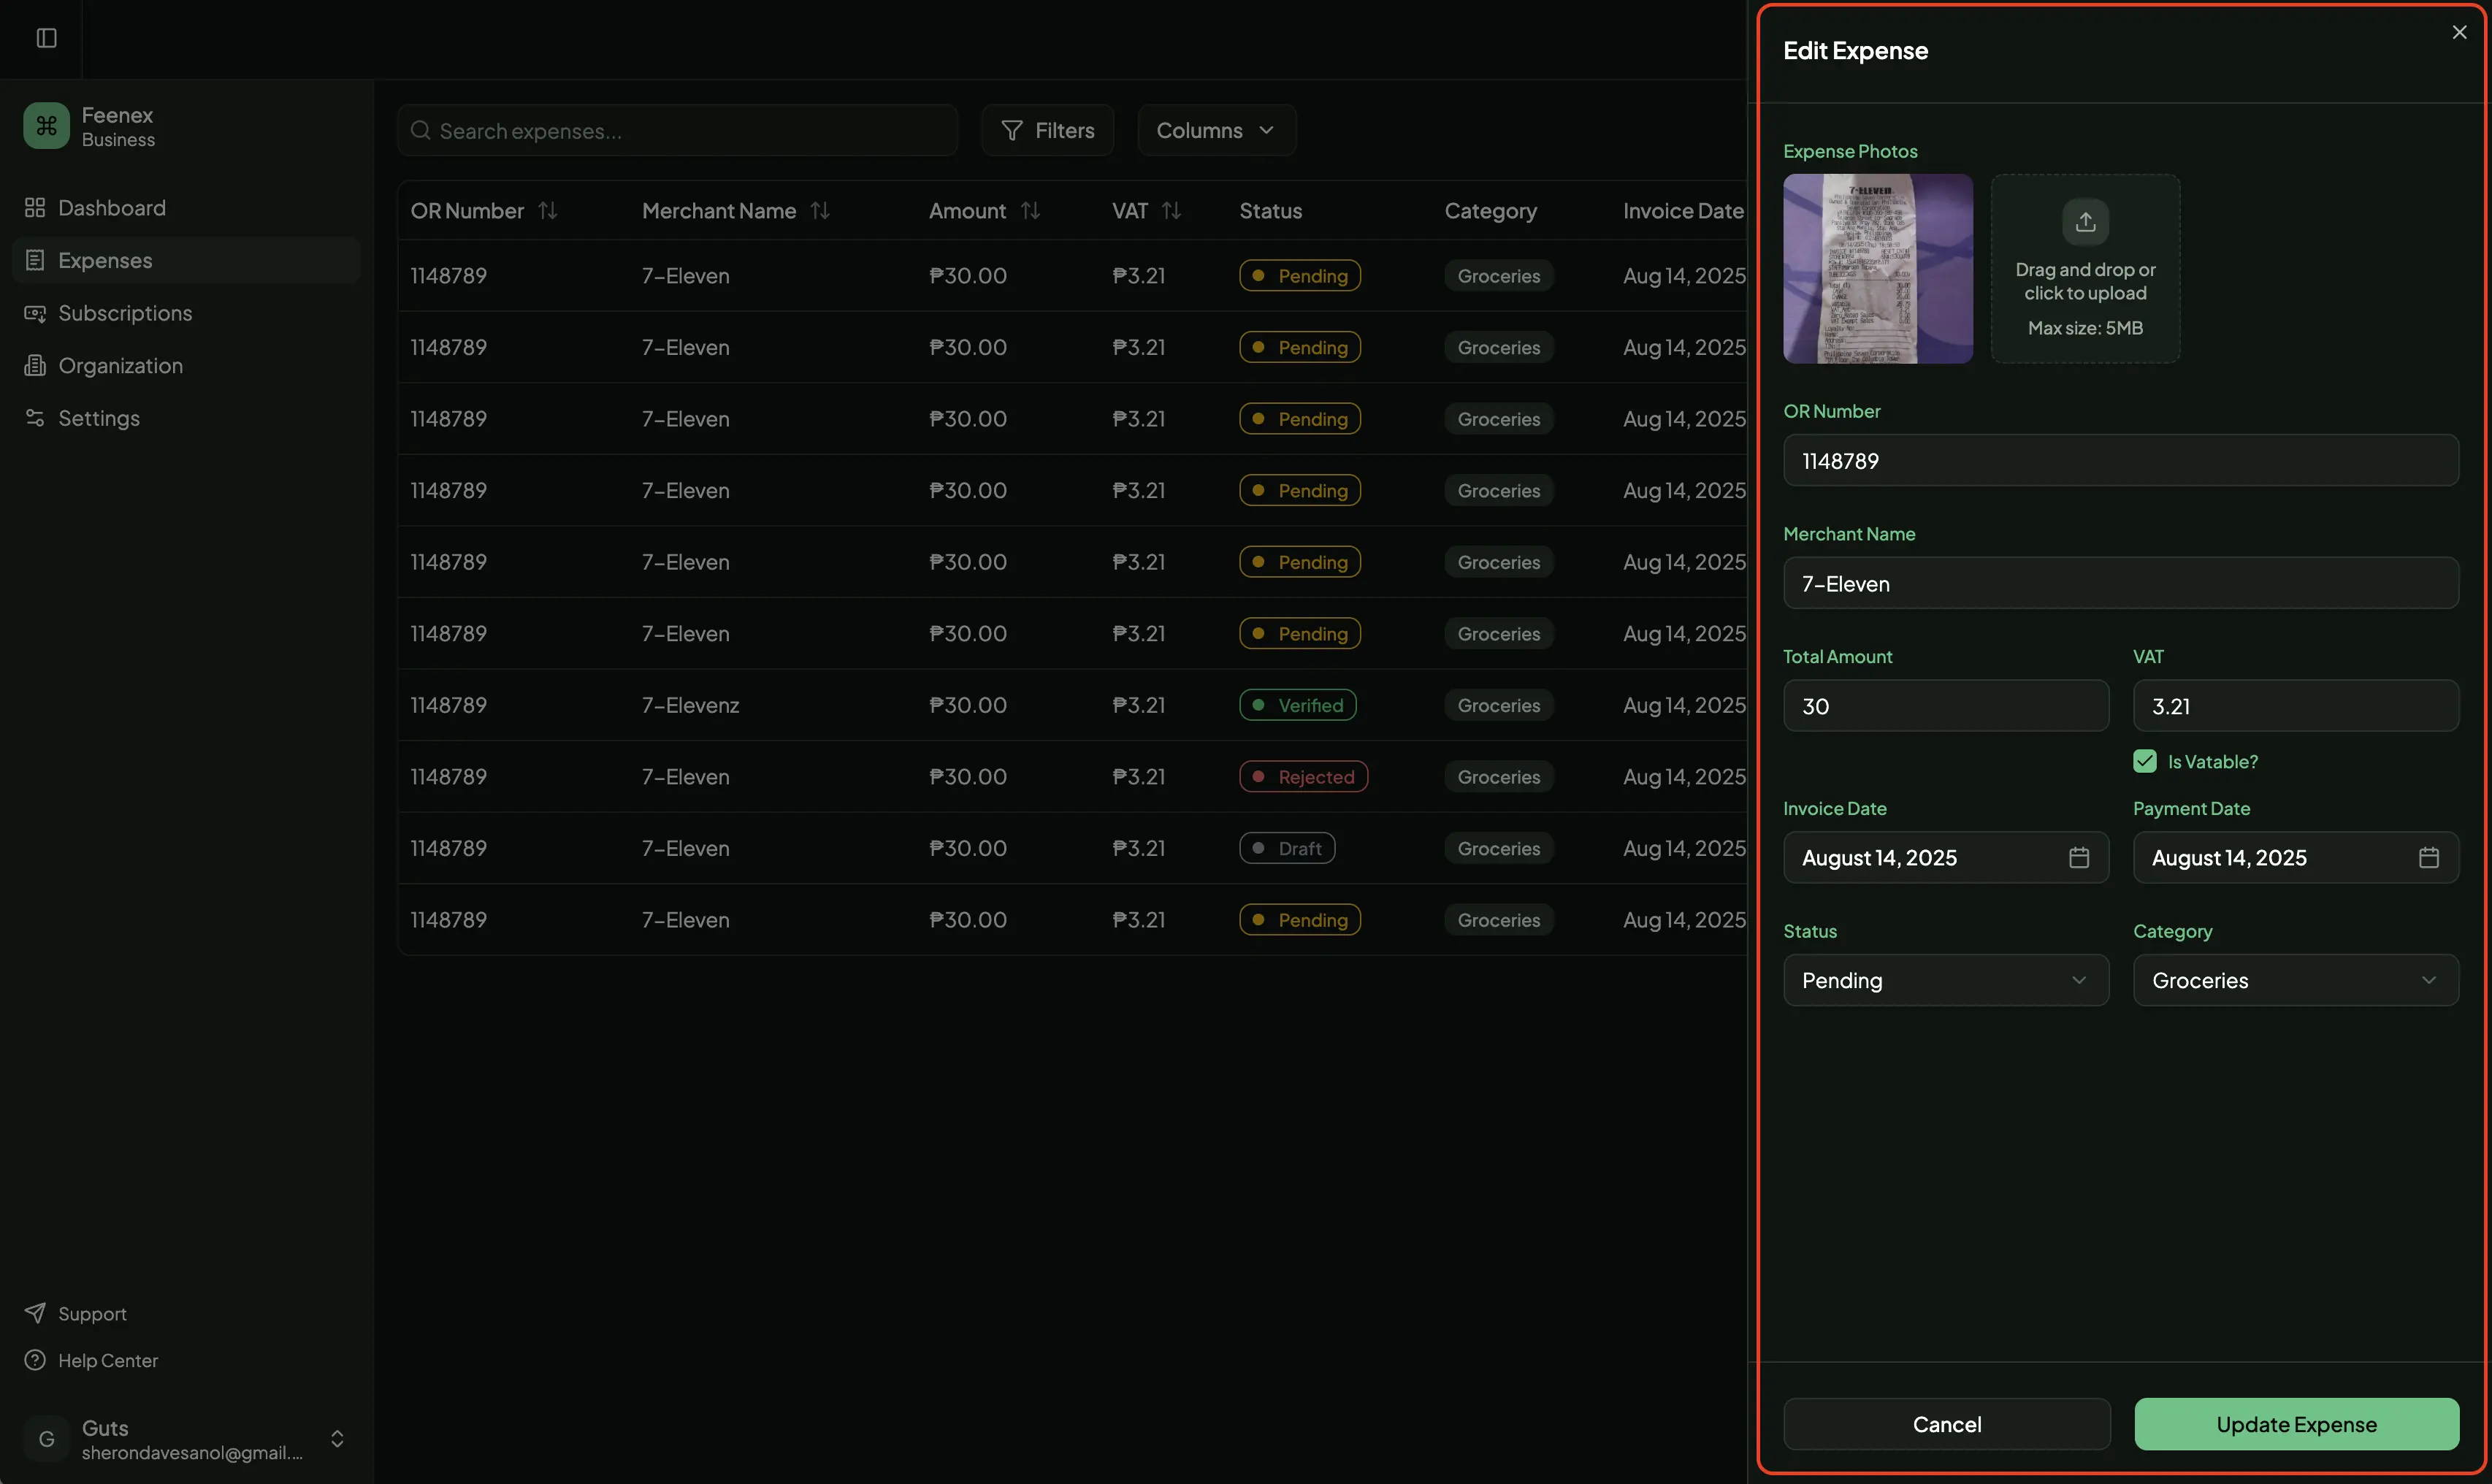 Feenex
Business
Dashboard
Expenses
Subscriptions
Organization
Settings
Support
Help Center
G
Guts
sherondavesanol@gmail....
Search expenses...
Filters
Columns
OR Number Merchant Name Amount VAT Status Category Invoice Date
1148789 7-Eleven ₱30.00 ₱3.21 Pending Groceries Aug 14, 2025
1148789 7-Eleven ₱30.00 ₱3.21 Pending Groceries Aug 14, 2025
1148789 7-Eleven ₱30.00 ₱3.21 Pending Groceries Aug 14, 2025
1148789 7-Eleven ₱30.00 ₱3.21 Pending Groceries Aug 14, 2025
1148789 7-Eleven ₱30.00 ₱3.21 Pending Groceries Aug 14, 2025
1148789 7-Eleven ₱30.00 ₱3.21 Pending Groceries Aug 14, 2025
1148789 7-Elevenz ₱30.00 ₱3.21 Verified Groceries Aug 14, 2025
1148789 7-Eleven ₱30.00 ₱3.21 Rejected Groceries Aug 14, 2025
1148789 7-Eleven ₱30.00 ₱3.21 Draft Groceries Aug 14, 2025
1148789 7-Eleven ₱30.00 ₱3.21 Pending Groceries Aug 14, 2025
Edit Expense
Expense Photos
7-ELEVEN
Drag and drop or
click to upload
Max size: 5MB
OR Number
1148789
Merchant Name
7-Eleven
Total Amount VAT
30 3.21
Is Vatable?
Invoice Date Payment Date
August 14, 2025 August 14, 2025
Status Category
Pending Groceries
Cancel Update Expense